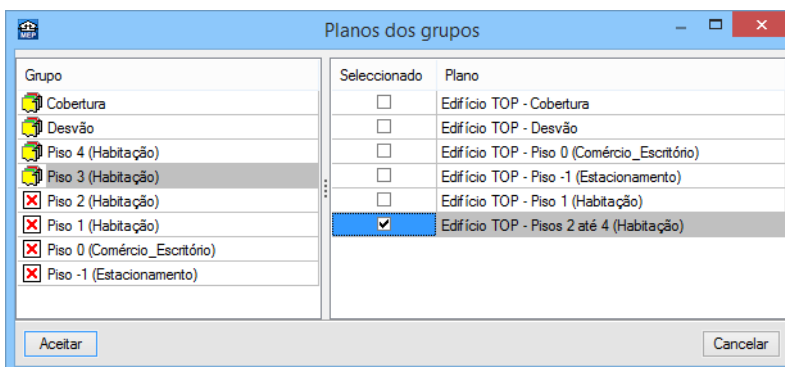 MEP
Planos dos grupos
Grupo
Cobertura
Desvão
Piso 4 (Habitação)
Piso 3 (Habitação)
Piso 2 (Habitação)
Piso 1 (Habitação)
Piso 0 (Comércio_Escritório)
Piso -1 (Estacionamento)
Seleccionado Plano
Edifício TOP - Cobertura
Edifício TOP - Desvão
Edifício TOP - Piso 0 (Comércio_Escritório)
Edifício TOP - Piso -1 (Estacionamento)
Edifício TOP - Piso 1 (Habitação)
Edifício TOP - Pisos 2 até 4 (Habitação)
Aceitar
Cancelar